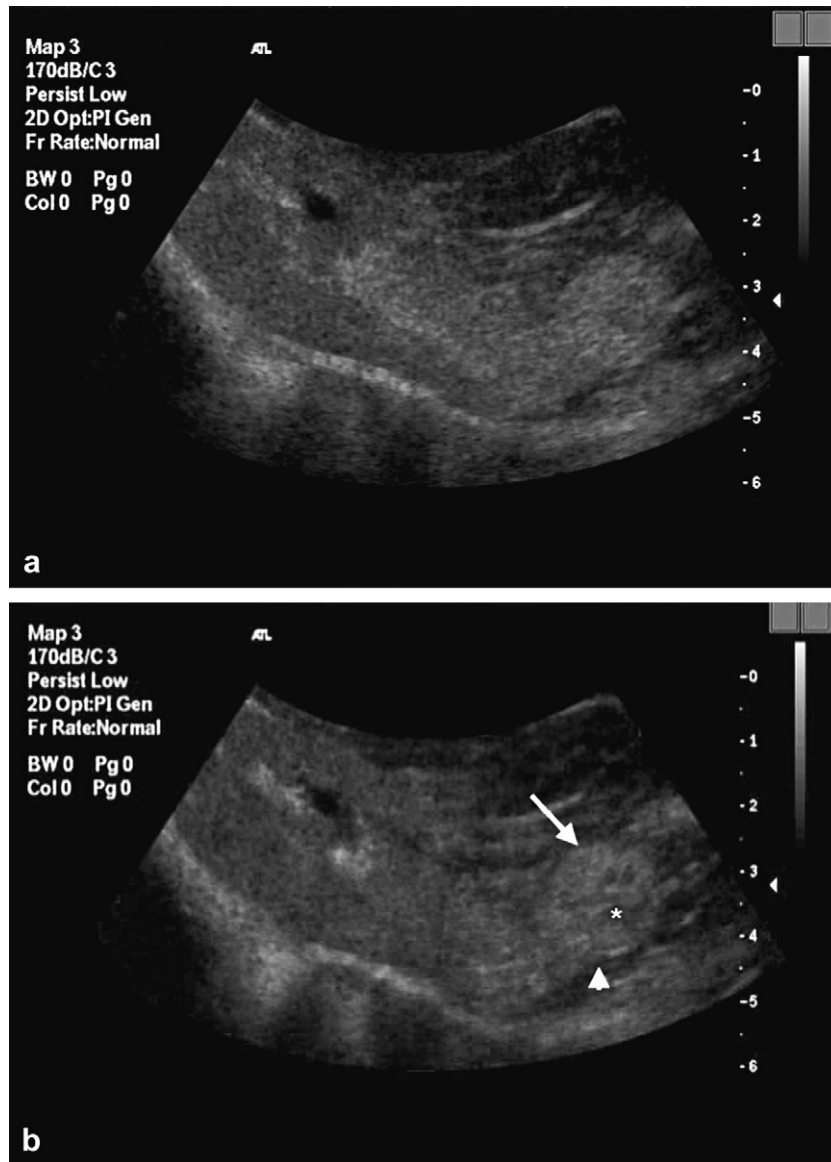 Map 3
170dB/C 3
Persist Low
2D Opt:PI Gen
Fr Rate:Normal
BW 0 Pg 0
Col 0 Pg 0
ATL
-0
-1
-2
-3
-4
-5
-6
a
Map 3
170dB/C 3
Persist Low
2D Opt:PI Gen
Fr Rate:Normal
BW 0 Pg 0
Col 0 Pg 0
ATL
-0
-1
-2
-3
*
-4
-5
-6
b